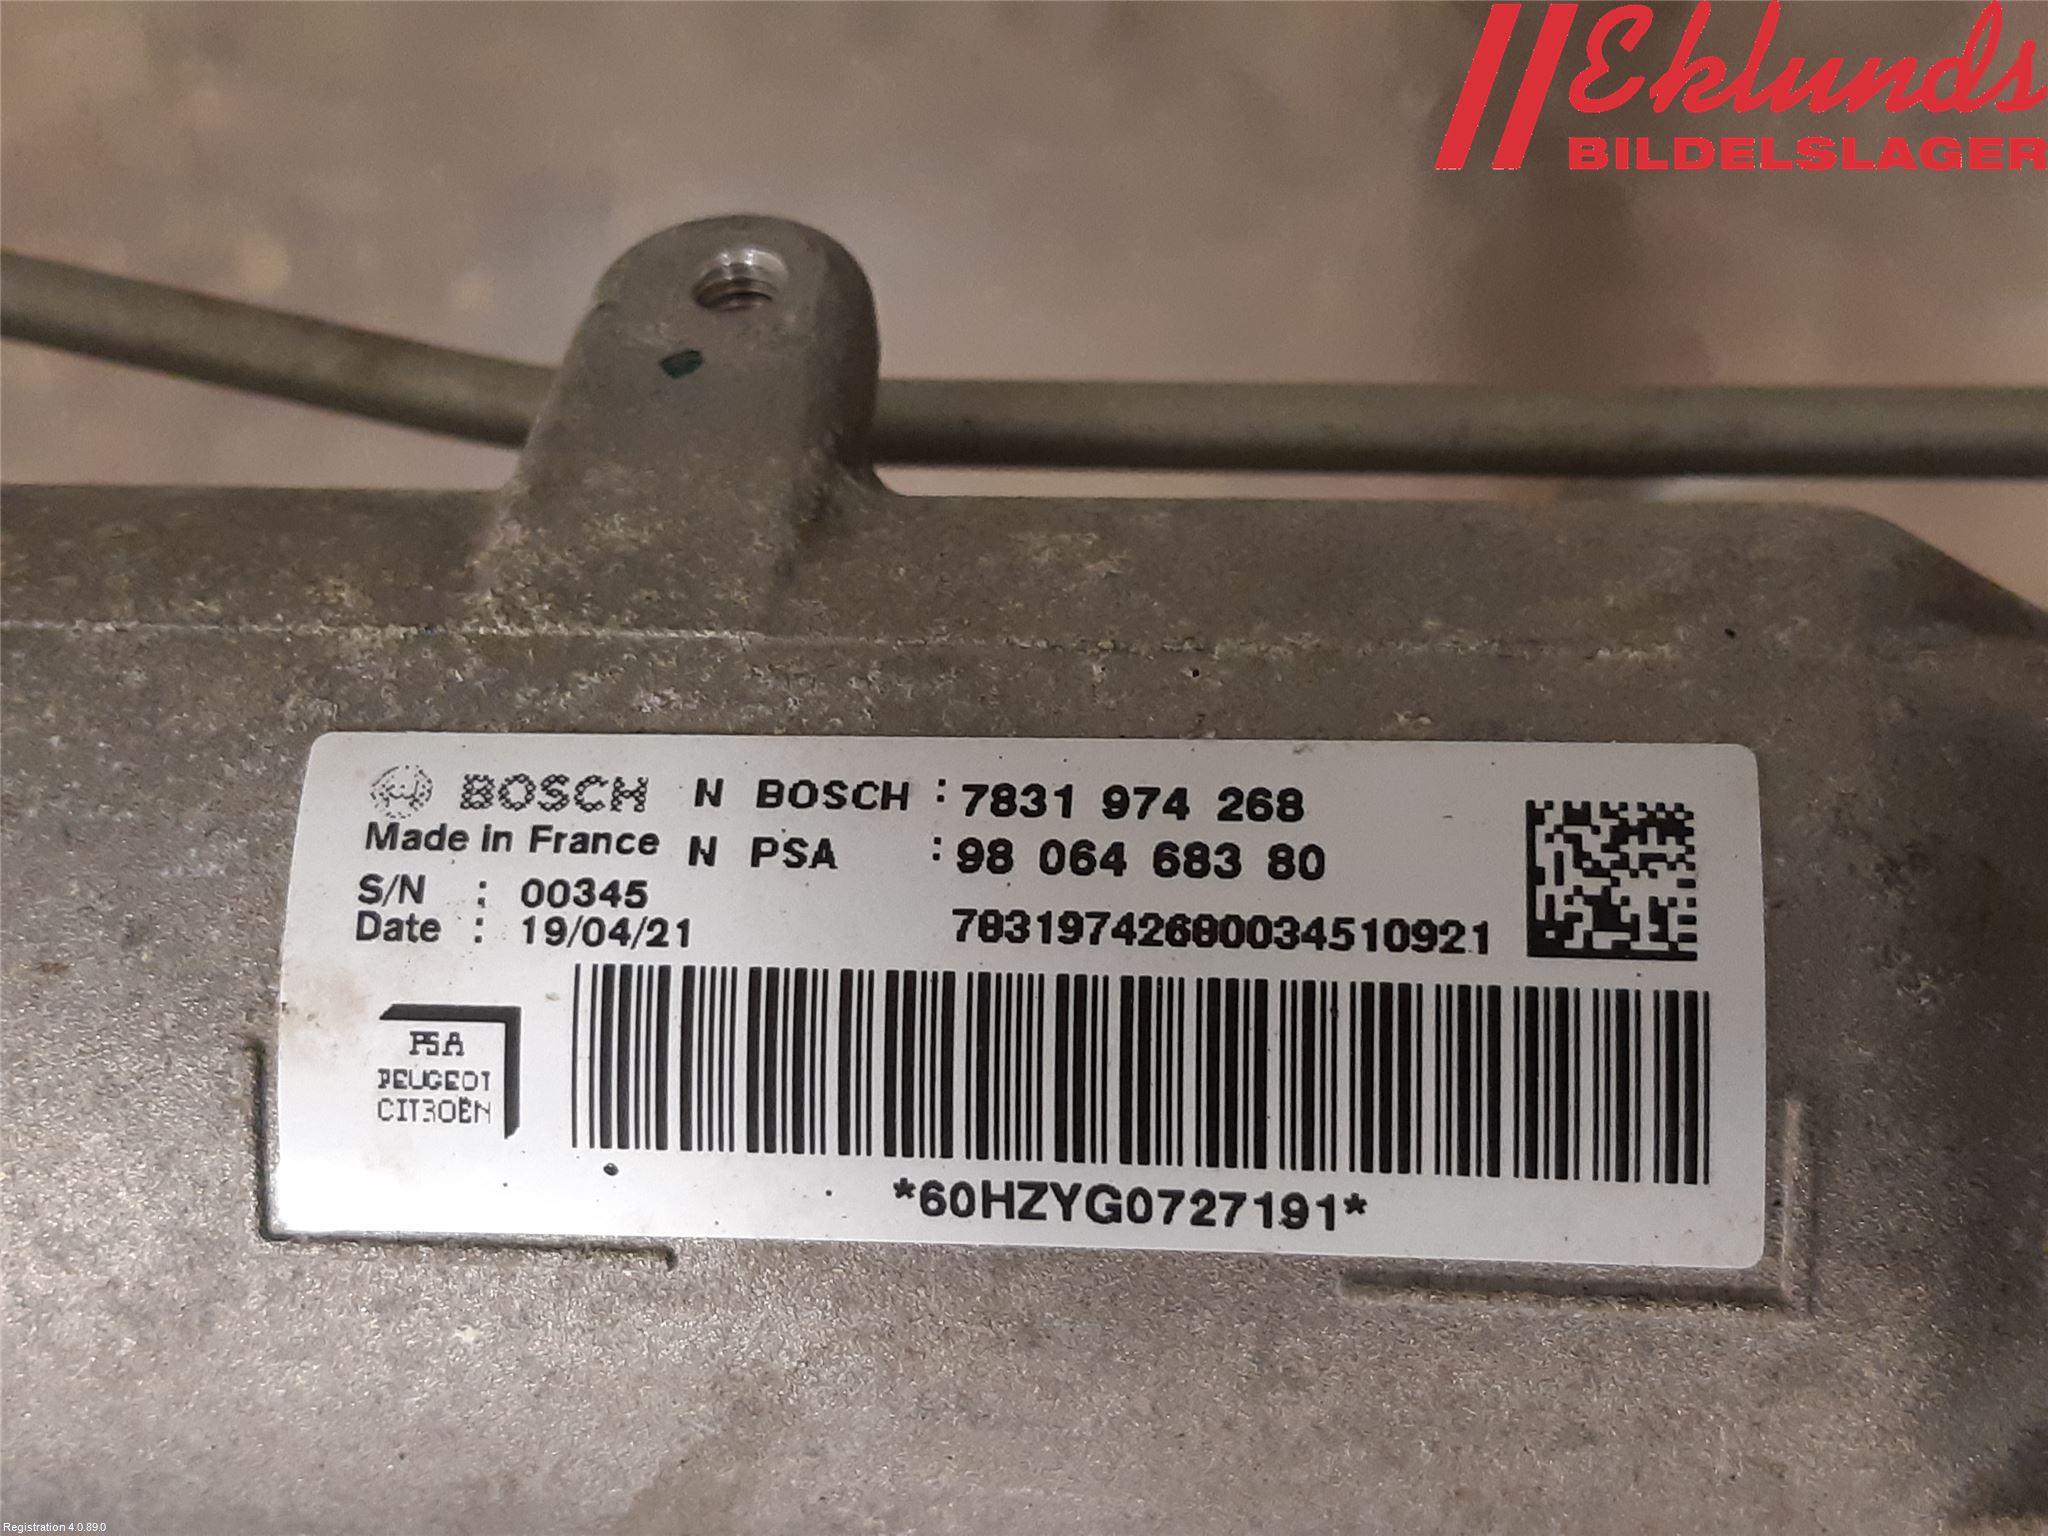 Eklunds
BILDELSLAGER
BOSCH N BOSCH : 7831 974 268
Made in France N PSA : 98 064 683 80
S/N : 00345
Date : 19/04/21 783197426800034510921
PSA
PEUGEOT
CITROËN
*60HZYG0727191*
Registration 4.0.89.0